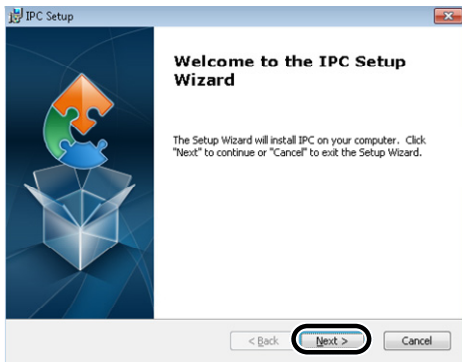 IPC Setup
Welcome to the IPC Setup
Wizard
The Setup Wizard will install IPC on your computer. Click
"Next" to continue or "Cancel" to exit the Setup Wizard.
< Back Next > Cancel